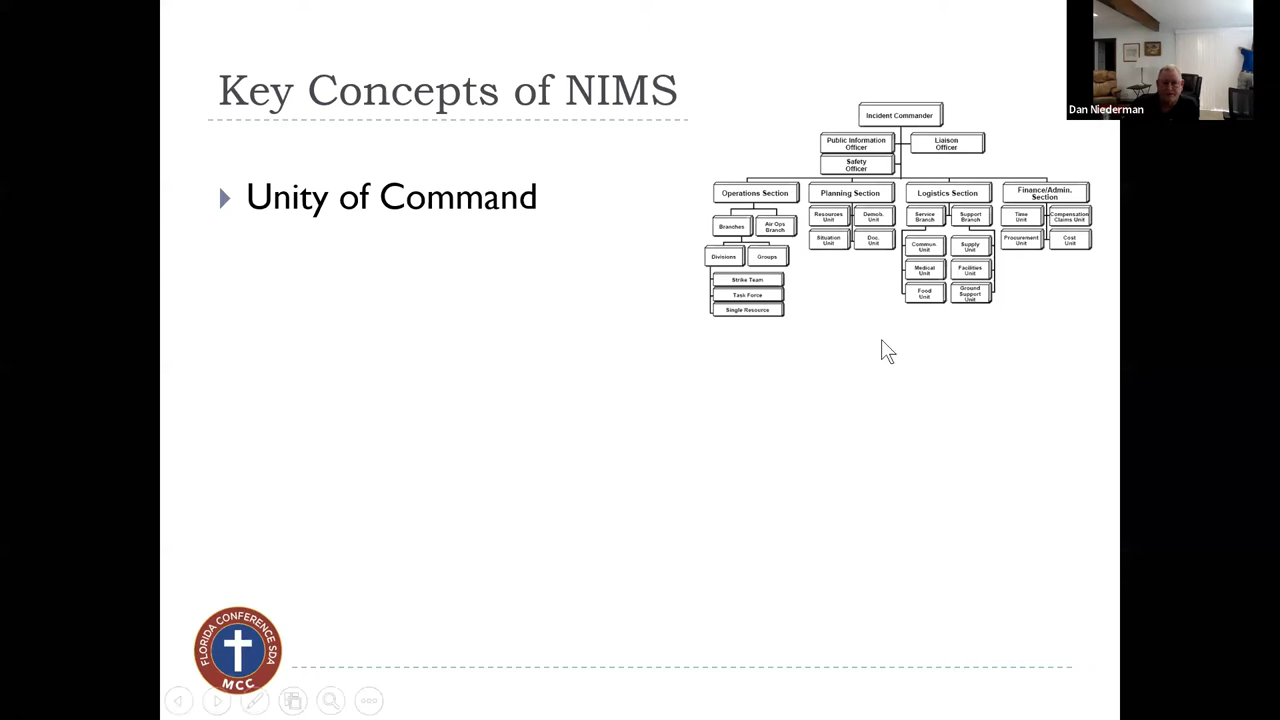 Key Concepts of NIMS
Unity of Command
Incident Commander
Public Information
Officer
Liaison
Officer
Safety
Officer
Operations Section
Planning Section
Logistics Section
Finance/Admin.
Section
Branches
Air Ops
Branch
Divisions
Groups
Strike Team
Task Force
Single Resource
Resources
Unit
Demob.
Unit
Situation
Unit
Doc.
Unit
Service
Branch
Support
Branch
Commun.
Unit
Supply
Unit
Medical
Unit
Facilities
Unit
Food
Unit
Ground
Support
Unit
Time
Unit
Compensation
Claims Unit
Procurement
Unit
Cost
Unit
Dan Niederman
FLORIDA CONFERENCE SDA
MCC